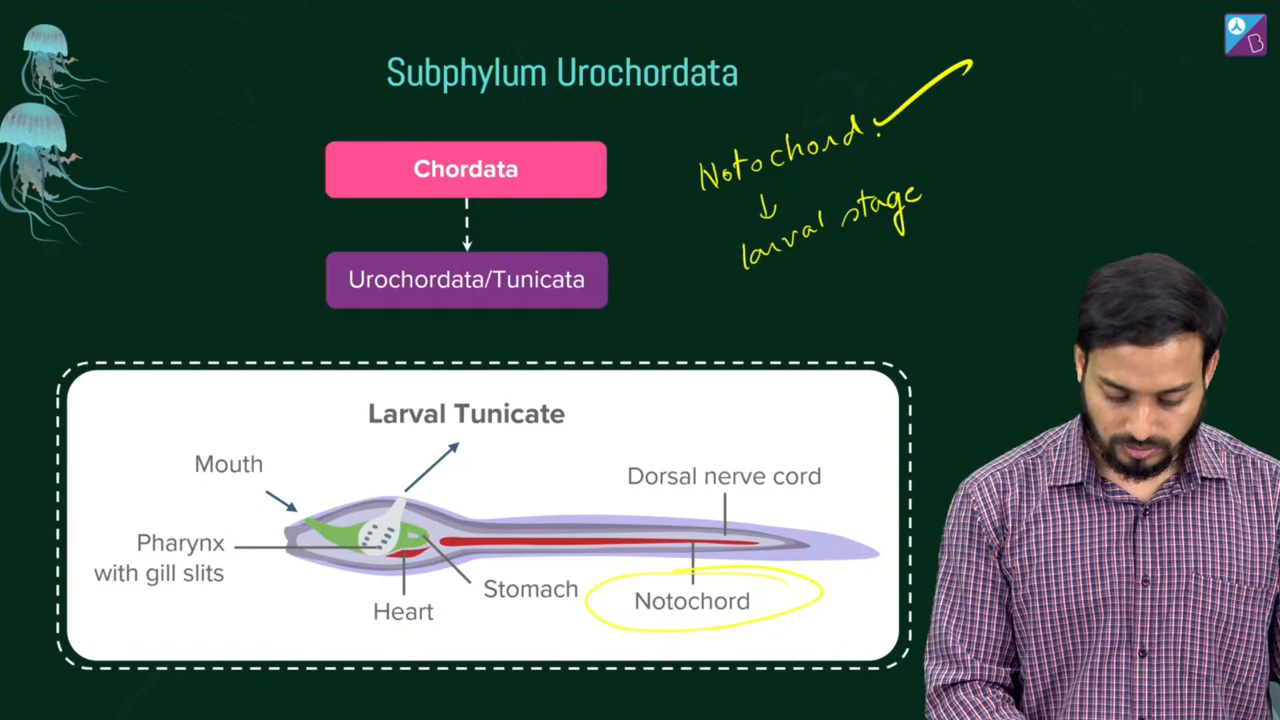 Subphylum Urochordata
Chordata
Urochordata/Tunicata
Notochord.
↓
larval stage
Larval Tunicate
Mouth
Dorsal nerve cord
Pharynx
with gill slits
Stomach
Heart
Notochord
B